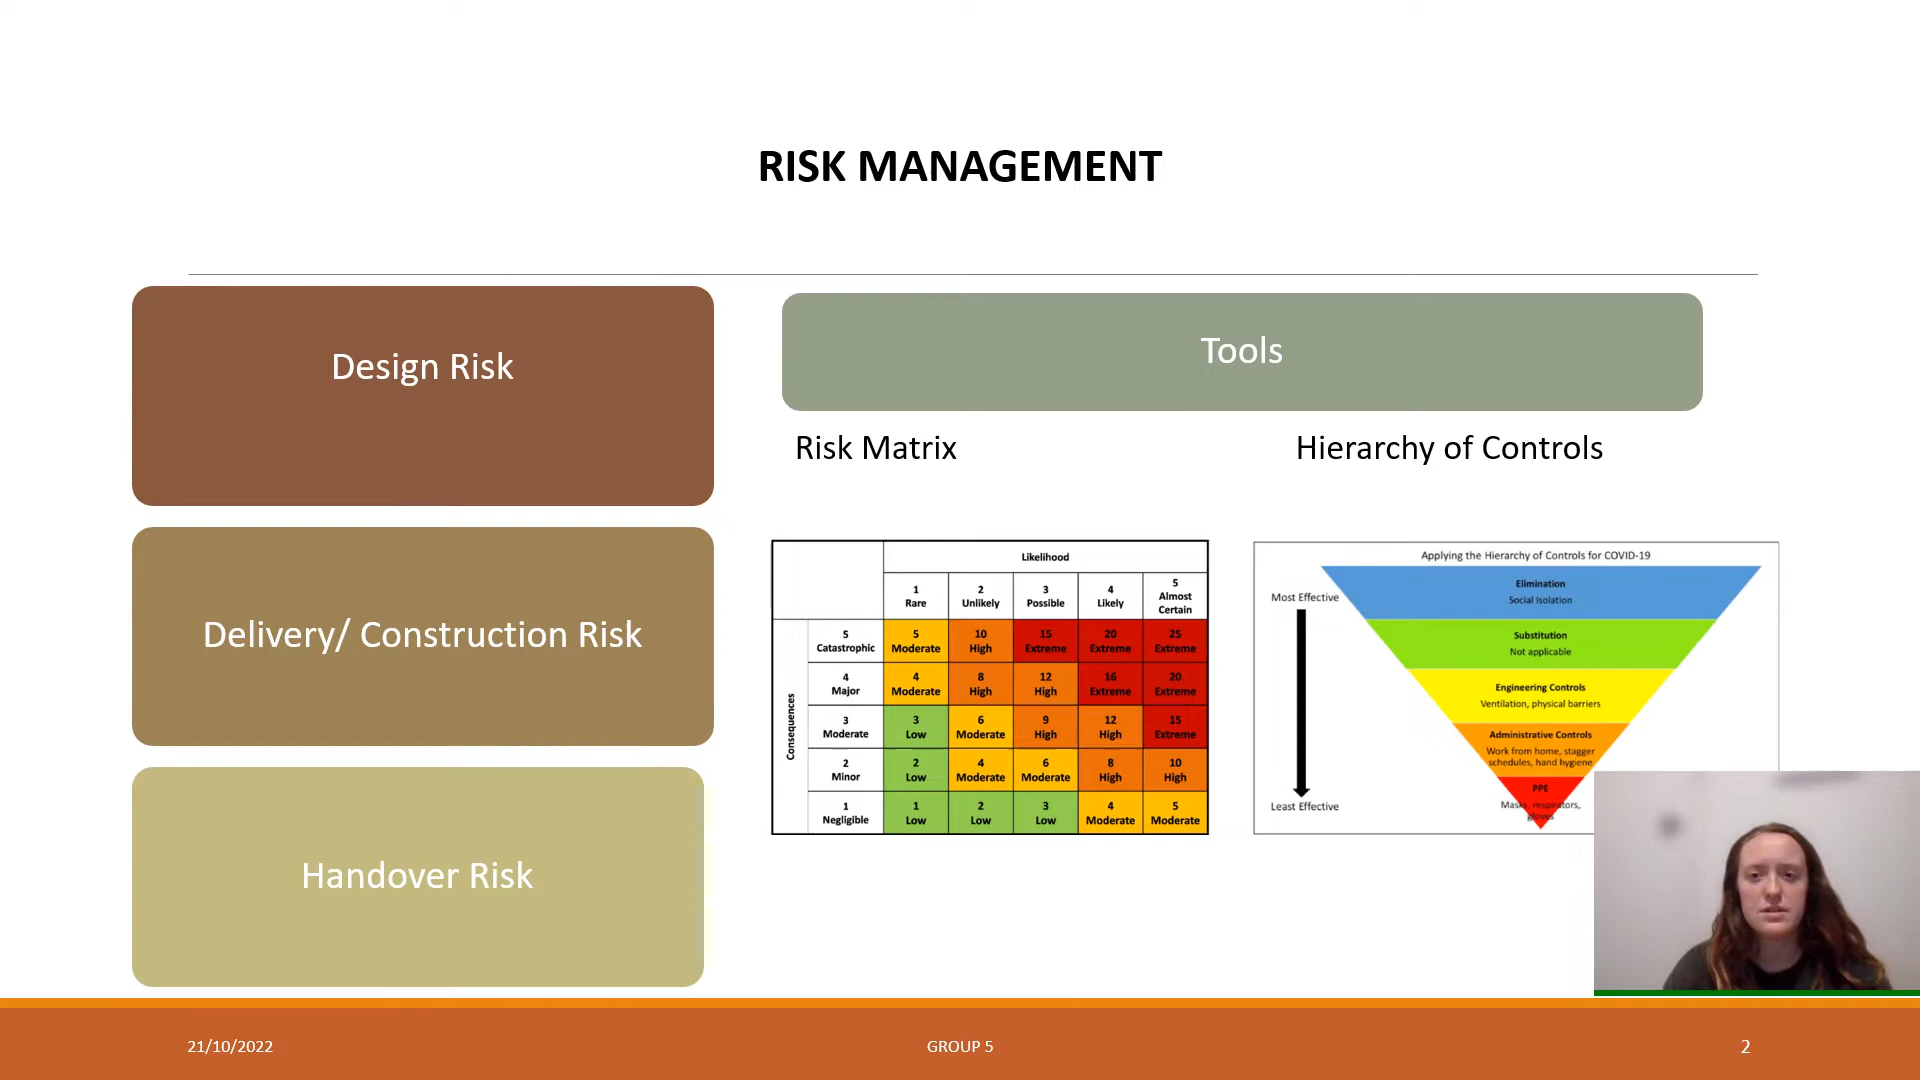 RISK MANAGEMENT
Design Risk
Delivery/ Construction Risk
Handover Risk
Tools
Risk Matrix
Hierarchy of Controls
Likelihood
1 2 3 4 5
Rare Unlikely Possible Likely Almost
Certain
Consequences
5 5 10 15 20 25
Catastrophic Moderate High Extreme Extreme Extreme
4 4 8 12 16 20
Major Moderate High High Extreme Extreme
3 3 6 9 12 15
Moderate Low Moderate High High Extreme
2 2 4 6 8 10
Minor Low Moderate Moderate High High
1 1 2 3 4 5
Negligible Low Low Low Moderate Moderate
Applying the Hierarchy of Controls for COVID-19
Most Effective
Least Effective
Elimination
Social Isolation
Substitution
Not applicable
Engineering Controls
Ventilation, physical barriers
Administrative Controls
Work from home, stagger
schedules, hand hygiene
PPE
Masks, respirators,
gloves
21/10/2022
GROUP 5
2